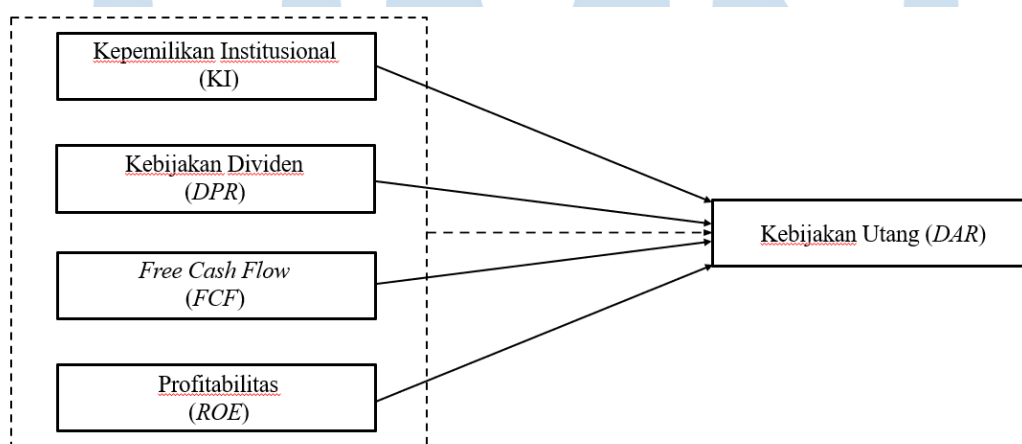 Kepemilikan Institusional
(KI)
Kebijakan Dividen
(DPR)
Free Cash Flow
(FCF)
Profitabilitas
(ROE)
Kebijakan Utang (DAR)